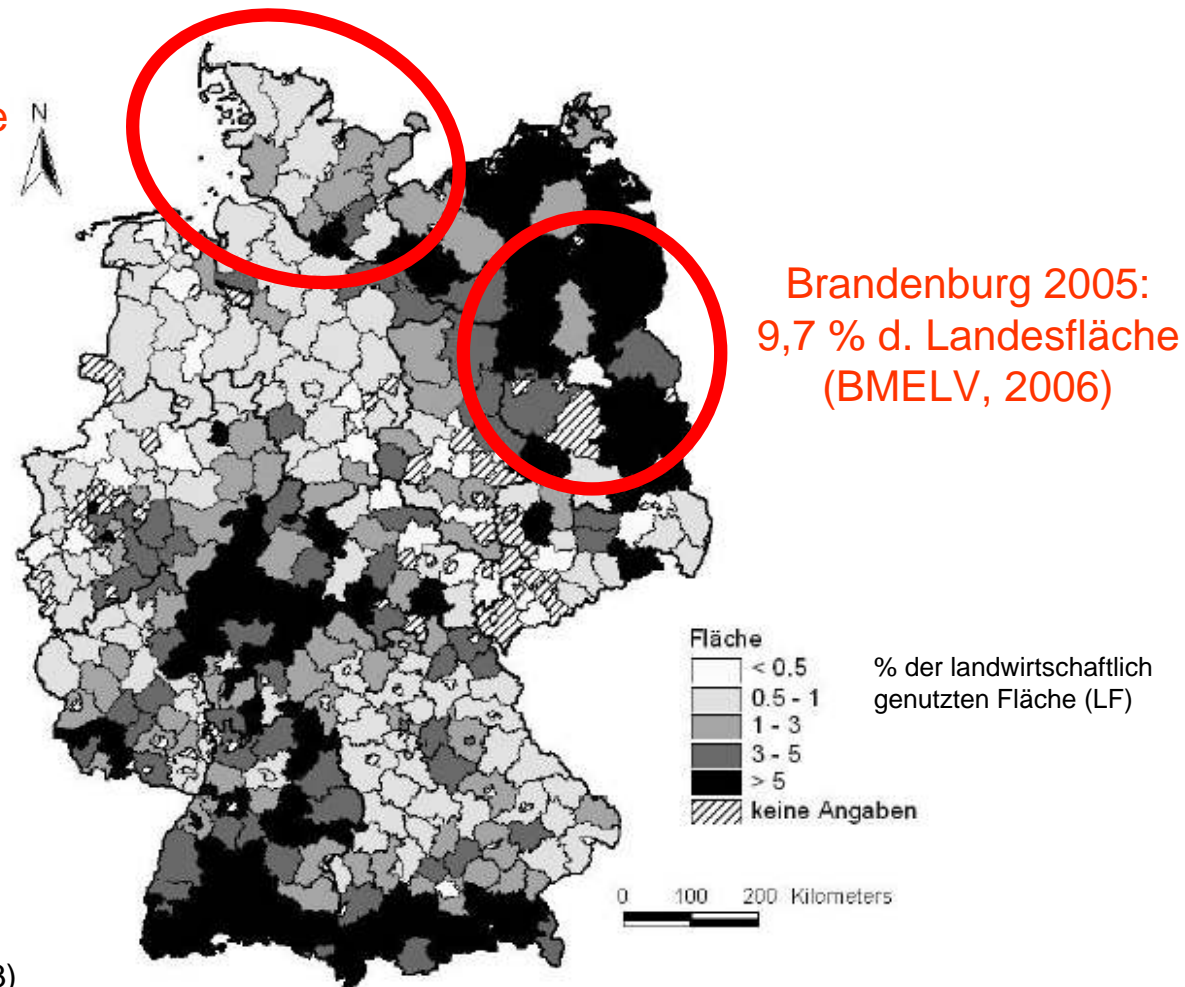 e
N
Brandenburg 2005:
9,7 % d. Landesfläche
(BMELV, 2006)
Fläche
< 0.5
0.5 - 1
1 - 3
3 - 5
> 5
keine Angaben
% der landwirtschaftlich
genutzten Fläche (LF)
0 100 200 Kilometers
3)